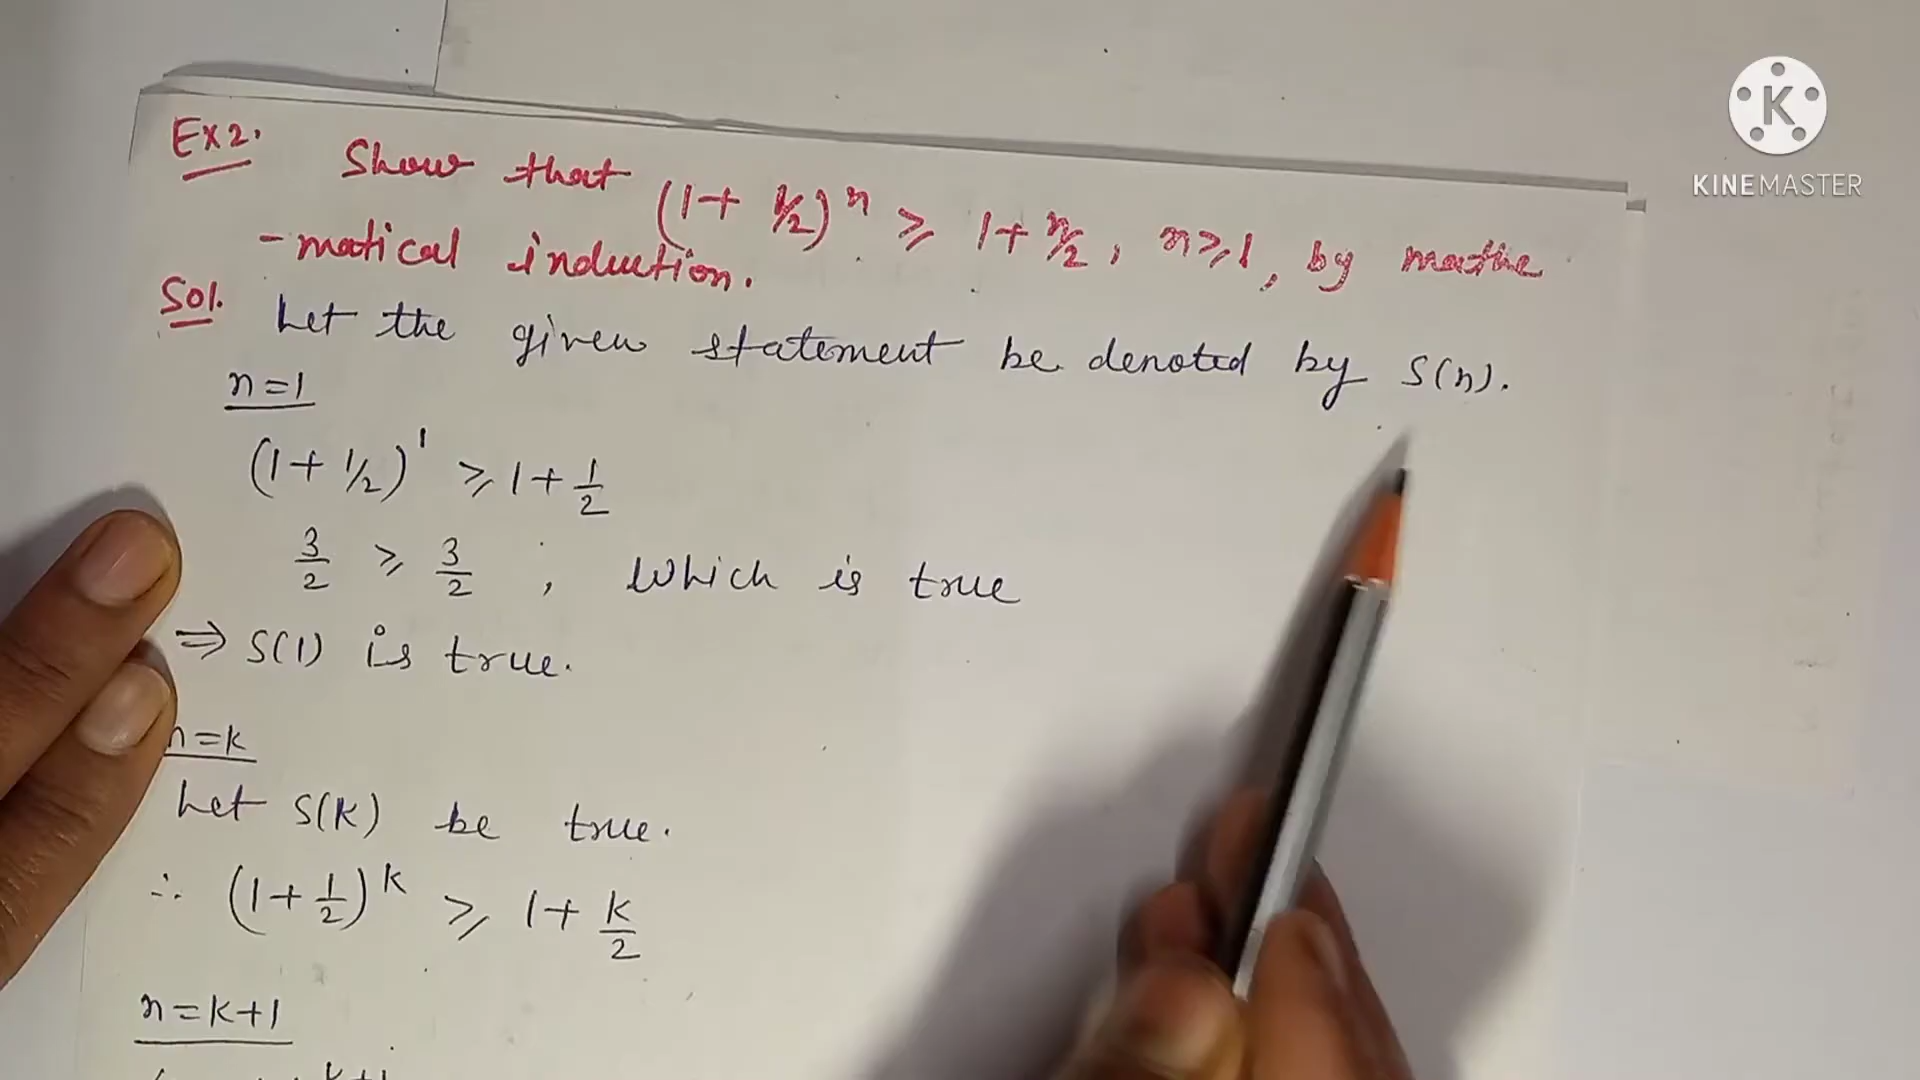 Ex2. Show that (1+ 1/2)^n ≥ 1+ n/2, n≥1, by mathe
-matical induction.
Sol. Let the given statement be denoted by S(n).
n=1
(1+ 1/2)^1 ≥ 1+ 1/2
3/2 ≥ 3/2 , Which is true
⇒ S(1) is true.
n=k
Let S(k) be true.
∴ (1+ 1/2)^k ≥ 1+ k/2
n=k+1
K
KINEMASTER